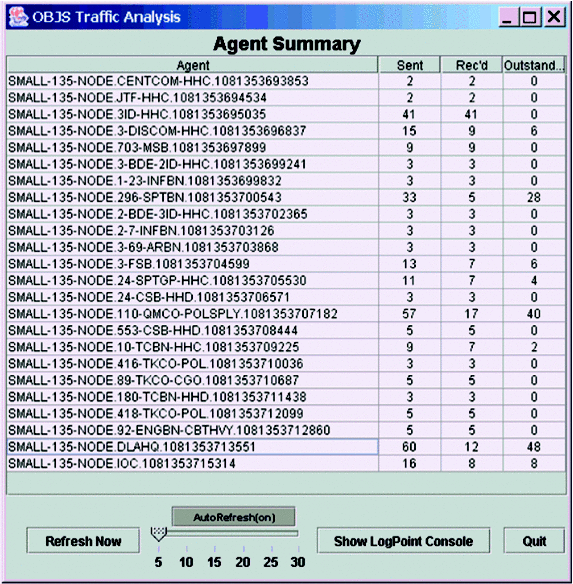 OBJS Traffic Analysis
Agent Summary
Agent Sent Rec'd Outstand...
SMALL-135-NODE.CENTCOM-HHC.1081353693853 2 2 0
SMALL-135-NODE.JTF-HHC.1081353694534 2 2 0
SMALL-135-NODE.3ID-HHC.1081353695035 41 41 0
SMALL-135-NODE.3-DISCOM-HHC.1081353696837 15 9 6
SMALL-135-NODE.703-MSB.1081353697899 9 9 0
SMALL-135-NODE.3-BDE-2ID-HHC.1081353699241 3 3 0
SMALL-135-NODE.1-23-INFBN.1081353699832 3 3 0
SMALL-135-NODE.296-SPTBN.1081353700543 33 5 28
SMALL-135-NODE.2-BDE-3ID-HHC.1081353702365 3 3 0
SMALL-135-NODE.2-7-INFBN.1081353703126 3 3 0
SMALL-135-NODE.3-69-ARBN.1081353703868 3 3 0
SMALL-135-NODE.3-FSB.1081353704599 13 7 6
SMALL-135-NODE.24-SPTGP-HHC.1081353705530 11 7 4
SMALL-135-NODE.24-CSB-HHD.1081353706571 3 3 0
SMALL-135-NODE.110-QMCO-POLSPLY.1081353707182 57 17 40
SMALL-135-NODE.553-CSB-HHD.1081353708444 5 5 0
SMALL-135-NODE.10-TCBN-HHC.1081353709225 9 7 2
SMALL-135-NODE.416-TKCO-POL.1081353710036 3 3 0
SMALL-135-NODE.89-TKCO-CGO.1081353710687 5 5 0
SMALL-135-NODE.180-TCBN-HHD.1081353711438 3 3 0
SMALL-135-NODE.418-TKCO-POL.1081353712099 5 5 0
SMALL-135-NODE.92-ENGBN-CBTHVY.1081353712860 5 5 0
SMALL-135-NODE.DLAHQ.1081353713551 60 12 48
SMALL-135-NODE.IOC.1081353715314 16 8 8
AutoRefresh(on)
Refresh Now
5 10 15 20 25 30
Show LogPoint Console
Quit